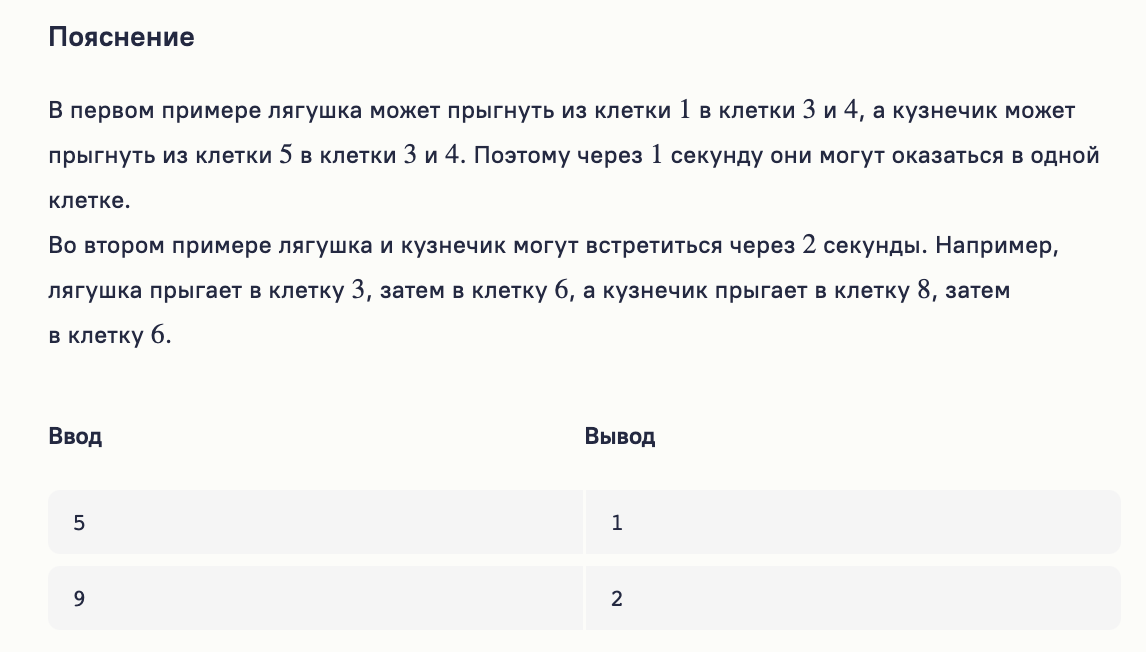 Пояснение
В первом примере лягушка может прыгнуть из клетки 1 в клетки 3 и 4, а кузнечик может
прыгнуть из клетки 5 в клетки 3 и 4. Поэтому через 1 секунду они могут оказаться в одной
клетке.
Во втором примере лягушка и кузнечик могут встретиться через 2 секунды. Например,
лягушка прыгает в клетку 3, затем в клетку 6, а кузнечик прыгает в клетку 8, затем
в клетку 6.
Ввод Вывод
5 1
9 2